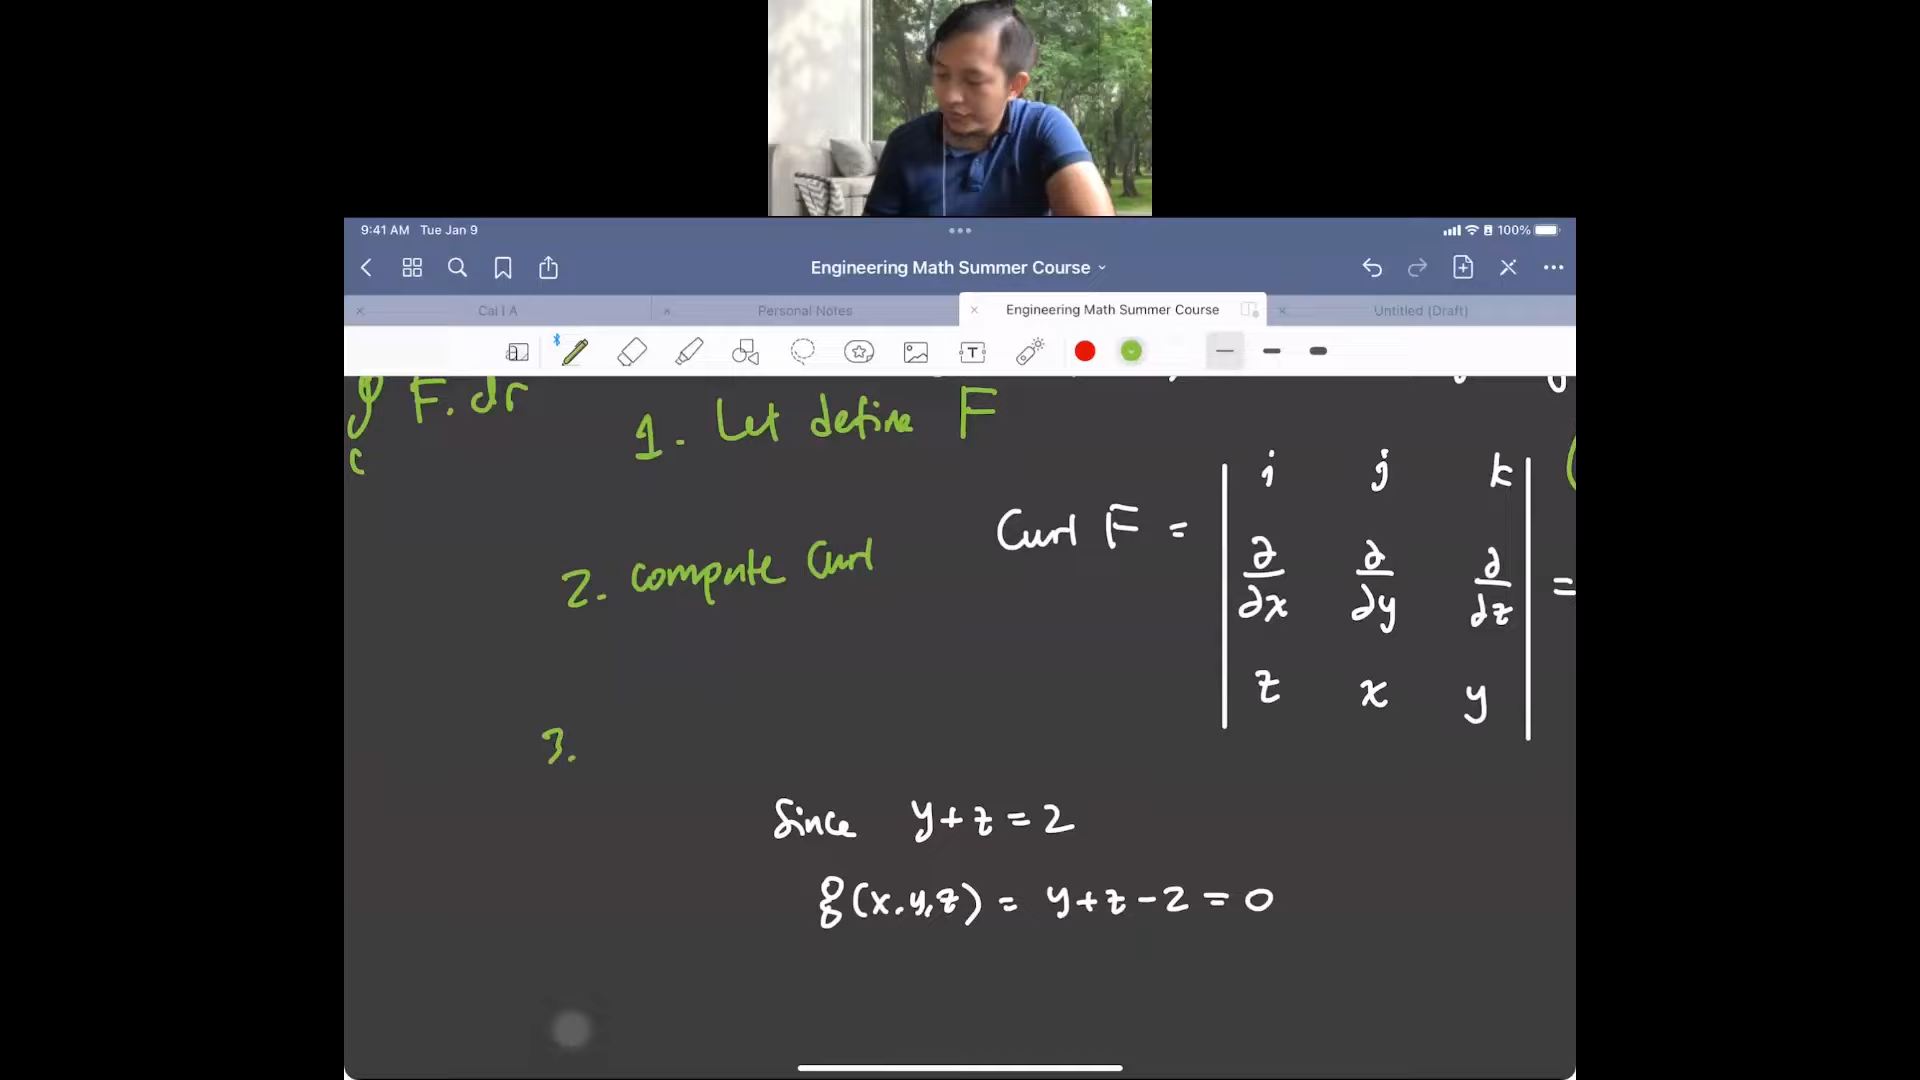 9:41 AM Tue Jan 9
100%
Engineering Math Summer Course
Cal I A
Personal Notes
Engineering Math Summer Course
Untitled (Draft)
T
∮ F. dr
c
1. Let define F
i j k
Curl F =
∂/∂x ∂/∂y ∂/∂z =
z x y
2. compute Curl
3.
Since y+z=2
g(x.y,z) = y+z-2=0